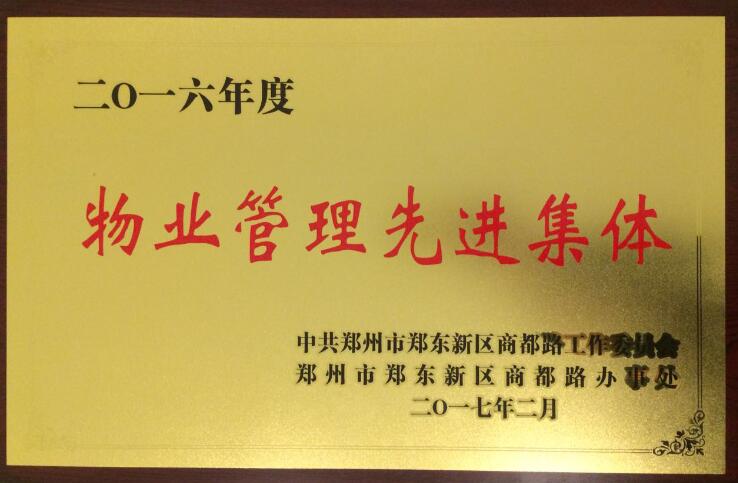 二O一六年度
物业管理先进集体
中共郑州市郑东新区商都路工作委员会
郑州市郑东新区商都路办事处
二O一七年二月